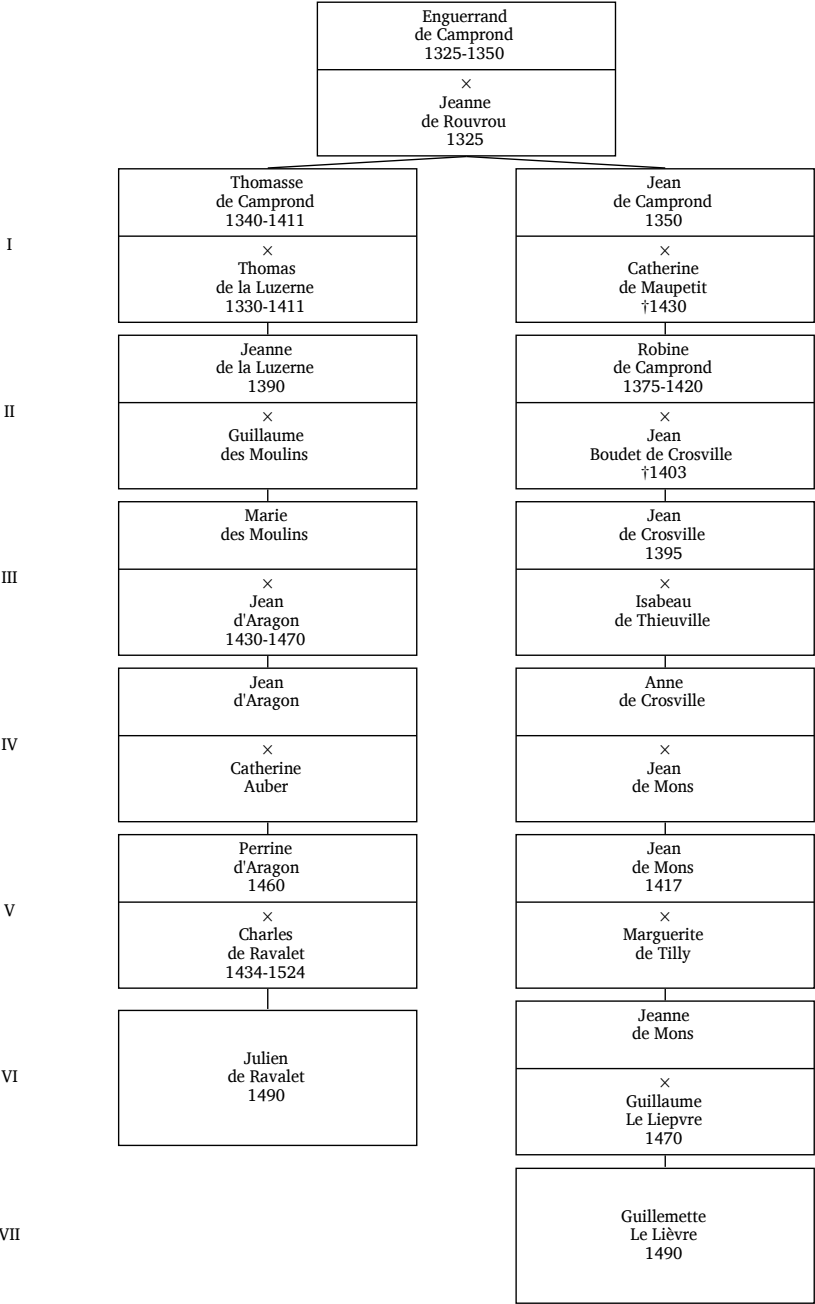 Enguerrand
de Camprond
1325-1350
×
Jeanne
de Rouvrou
1325
I
Thomasse
de Camprond
1340-1411
×
Thomas
de la Luzerne
1330-1411
Jean
de Camprond
1350
×
Catherine
de Maupetit
†1430
II
Jeanne
de la Luzerne
1390
×
Guillaume
des Moulins
Robine
de Camprond
1375-1420
×
Jean
Boudet de Crosville
†1403
III
Marie
des Moulins
×
Jean
d'Aragon
1430-1470
Jean
de Crosville
1395
×
Isabeau
de Thieuville
IV
Jean
d'Aragon
×
Catherine
Auber
Anne
de Crosville
×
Jean
de Mons
V
Perrine
d'Aragon
1460
×
Charles
de Ravalet
1434-1524
Jean
de Mons
1417
×
Marguerite
de Tilly
VI
Julien
de Ravalet
1490
Jeanne
de Mons
×
Guillaume
Le Liepvre
1470
VII
Guillemette
Le Lièvre
1490